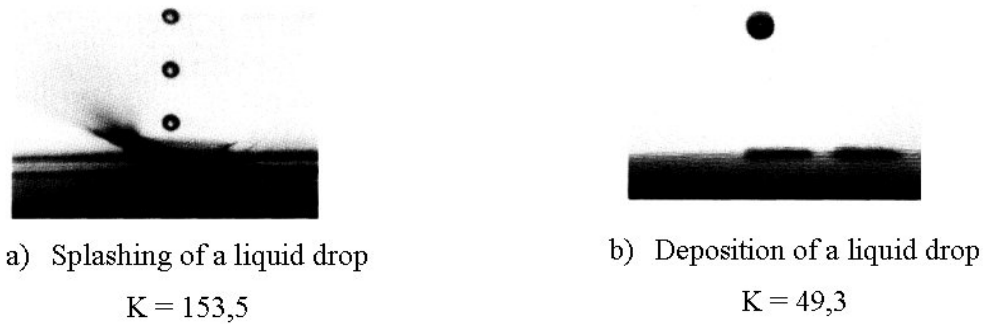 a) Splashing of a liquid drop
K = 153,5
b) Deposition of a liquid drop
K = 49,3